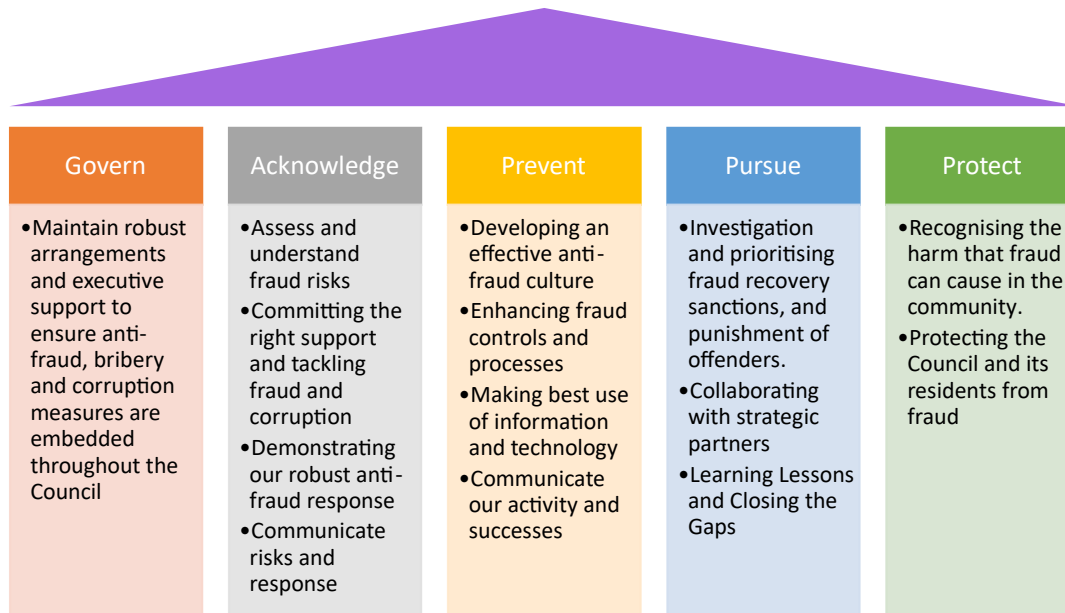 Govern
•Maintain robust
arrangements
and executive
support to
ensure anti-
fraud, bribery
and corruption
measures are
embedded
throughout the
Council
Acknowledge
•Assess and
understand
fraud risks
•Committing the
right support
and tackling
fraud and
corruption
•Demonstrating
our robust anti-
fraud response
•Communicate
risks and
response
Prevent
•Developing an
effective anti-
fraud culture
•Enhancing fraud
controls and
processes
•Making best use
of information
and technology
•Communicate
our activity and
successes
Pursue
•Investigation
and prioritising
fraud recovery
sanctions, and
punishment of
offenders.
•Collaborating
with strategic
partners
•Learning Lessons
and Closing the
Gaps
Protect
•Recognising the
harm that fraud
can cause in the
community.
•Protecting the
Council and its
residents from
fraud